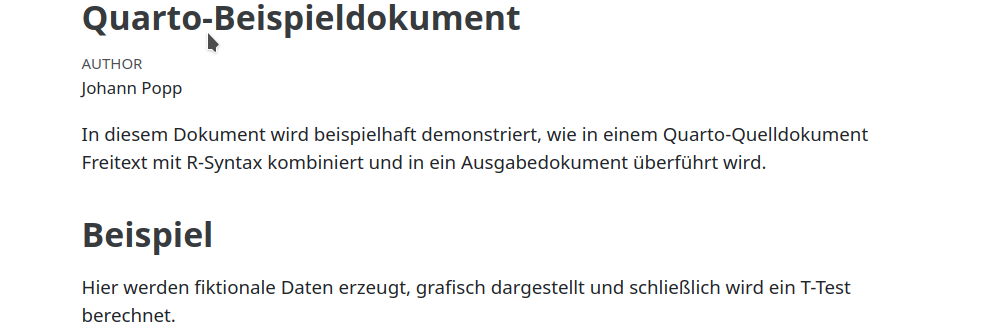 Quarto-Beispieldokument
AUTHOR
Johann Popp
In diesem Dokument wird beispielhaft demonstriert, wie in einem Quarto-Quelldokument
Freitext mit R-Syntax kombiniert und in ein Ausgabedokument überführt wird.
Beispiel
Hier werden fiktionale Daten erzeugt, grafisch dargestellt und schließlich wird ein T-Test
berechnet.